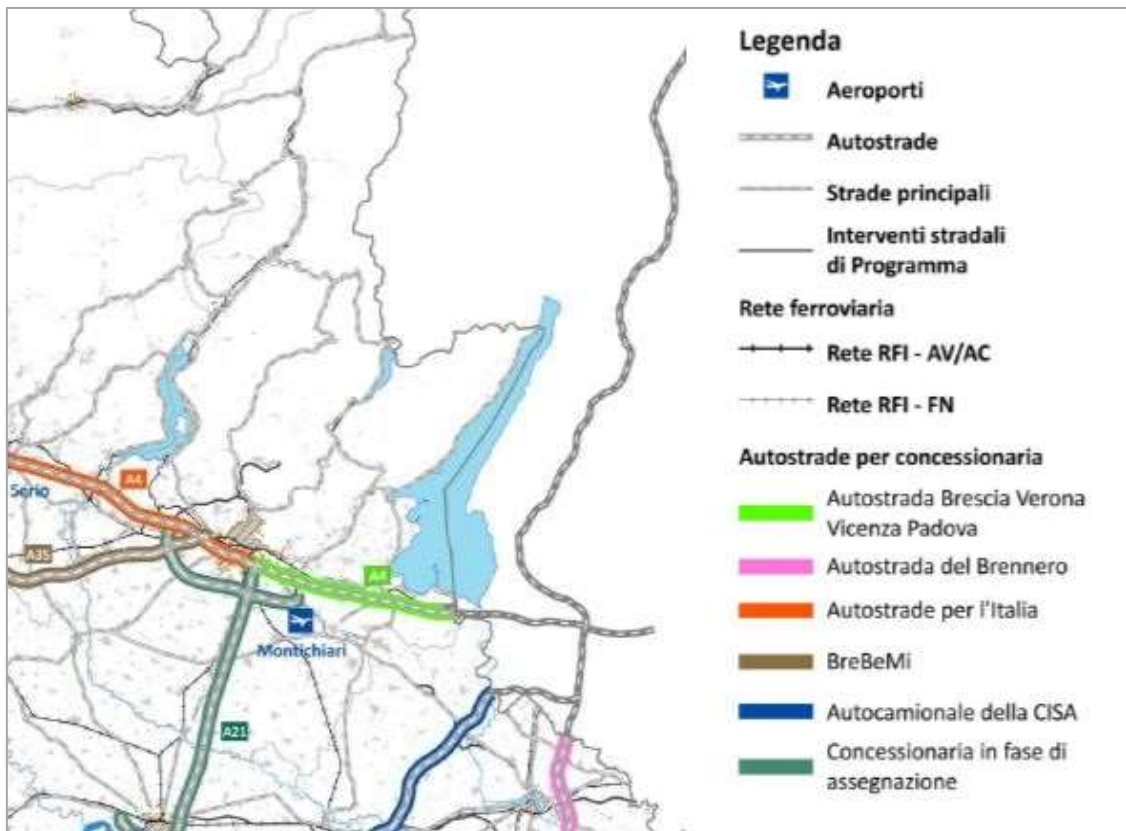 Legenda
Aeroporti
Autostrade
Strade principali
Interventi stradali
di Programma
Rete ferroviaria
Rete RFI - AV/AC
Rete RFI - FN
Autostrade per concessionaria
Autostrada Brescia Verona
Vicenza Padova
Autostrada del Brennero
Autostrade per l'Italia
BreBeMi
Autocamionale della CISA
Concessionaria in fase di
assegnazione
A4
Serio
A35
A4
Montichiari
A21